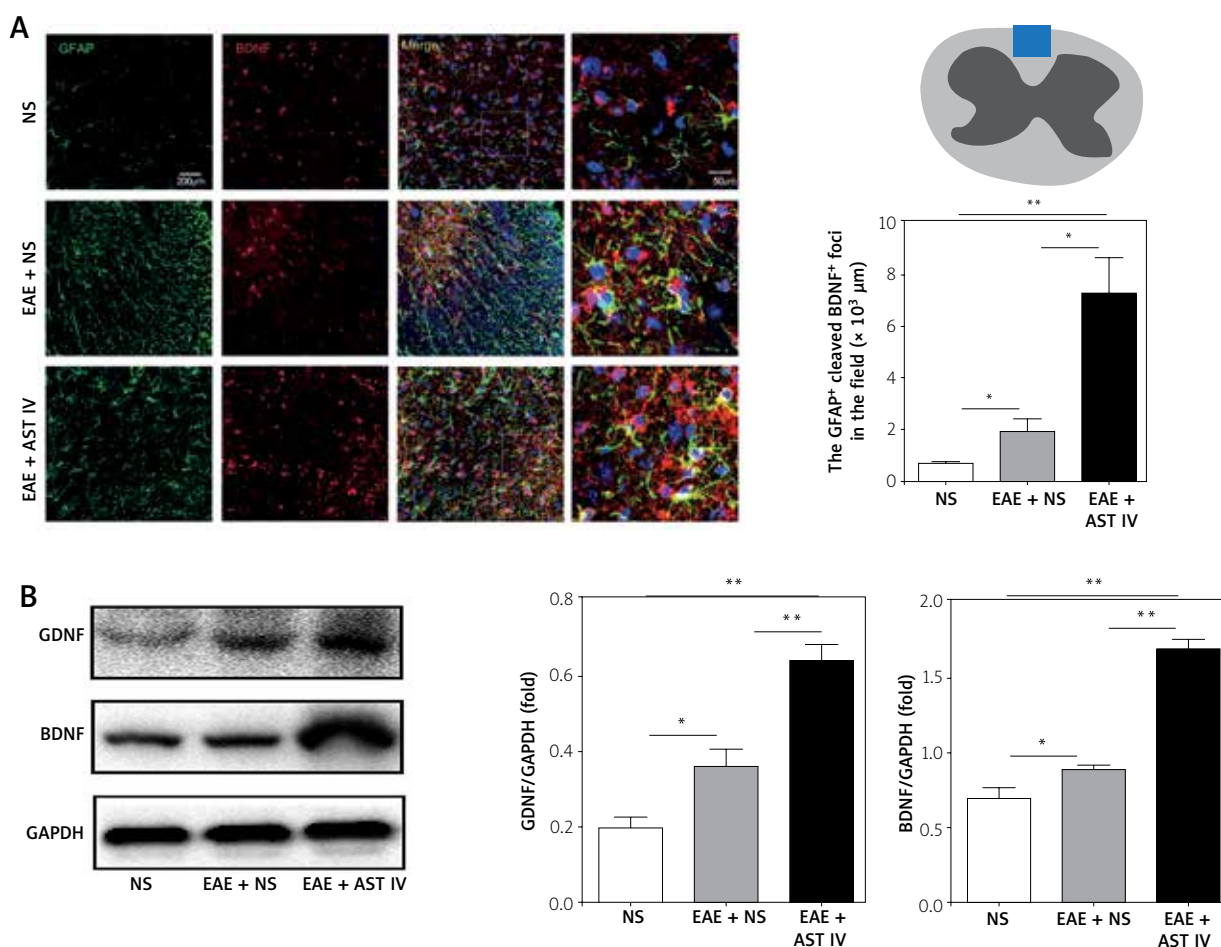 A
GFAP
BDNF
Merge
NS
200μm
50μm
EAE + NS
EAE + AST IV
**
*
*
10
8
6
4
2
0
The GFAP+ cleaved BDNF+ foci
in the field (× 10³ μm)
NS
EAE + NS
EAE +
AST IV
B
GDNF
BDNF
GAPDH
NS
EAE + NS
EAE + AST IV
**
**
*
0.8
0.6
0.4
0.2
0.0
GDNF/GAPDH (fold)
NS
EAE + NS
EAE +
AST IV
**
**
*
2.0
1.5
1.0
0.5
0.0
BDNF/GAPDH (fold)
NS
EAE + NS
EAE +
AST IV